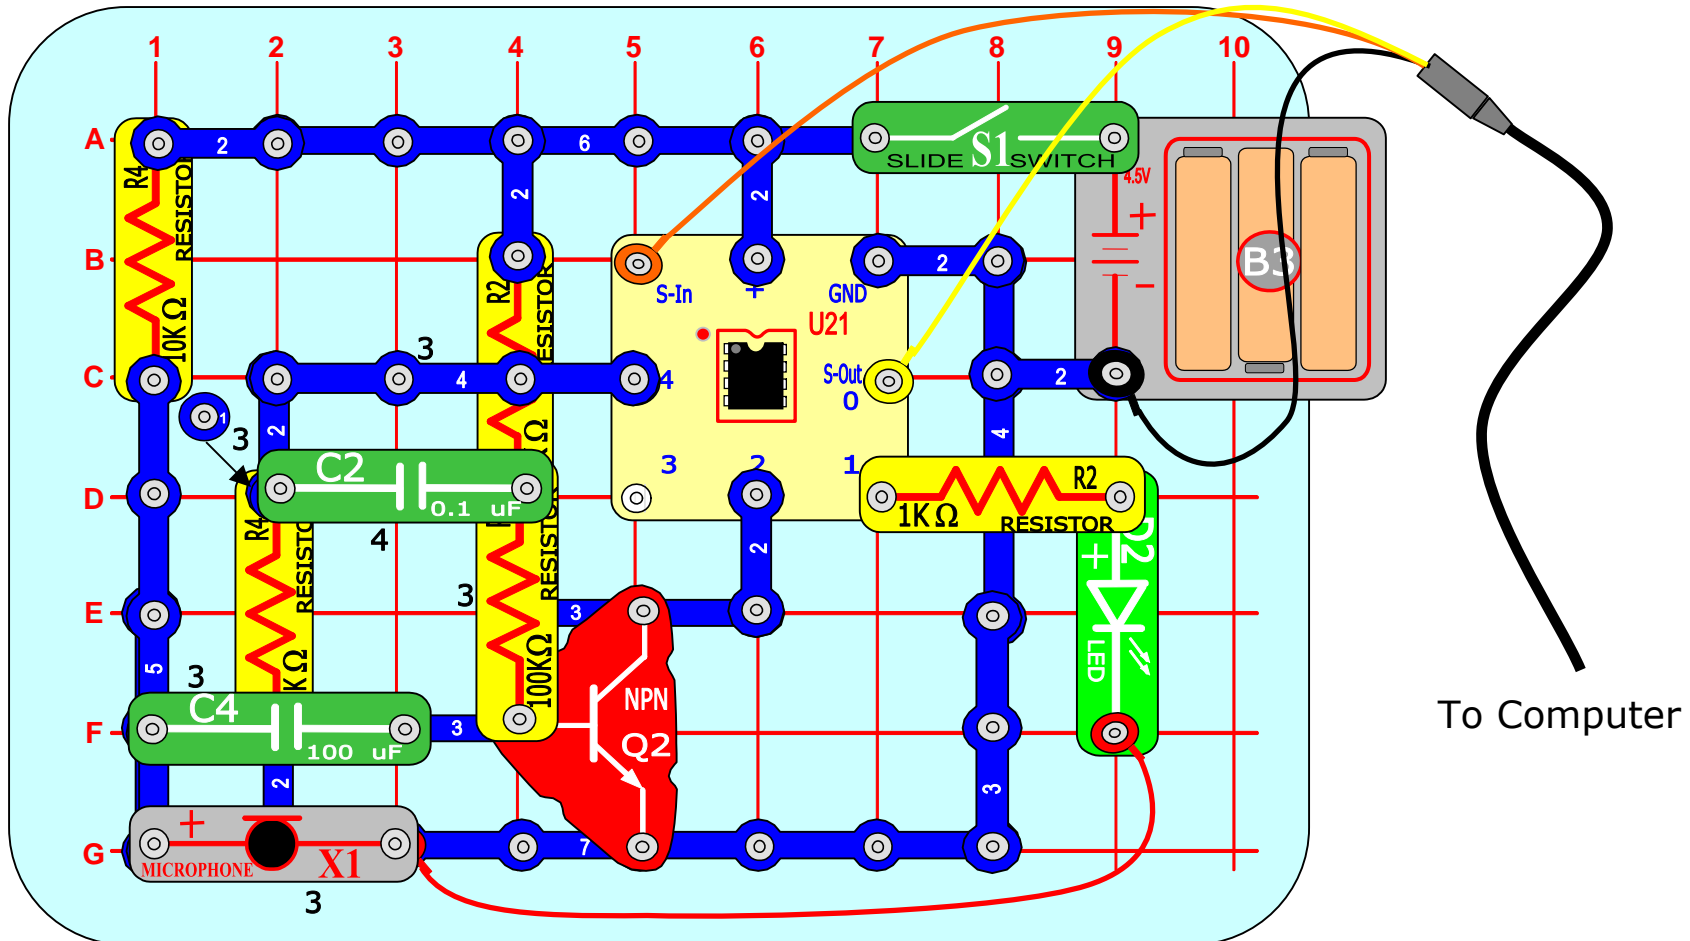 1 2 3 4 5 6 7 8 9 10
A
B
C
D
E
F
G
2
6
2
2
SLIDE S1 SWITCH
4.5V
+
−
B3
R4
RESISTOR
10KΩ
R2
RESISTOR
Ω
S-In
+
GND
U21
4
S-Out
O
3
2
1
2
2
4
3
4
1
3
2
C2
0.1 uF
4
R4
RESISTO
KΩ
RESISTOR
100KΩ
3
3
2
R2
1KΩ
RESISTOR
D2
+
LED
5
3
C4
100 uF
3
2
NPN
Q2
3
+
MICROPHONE X1
3
7
To Computer